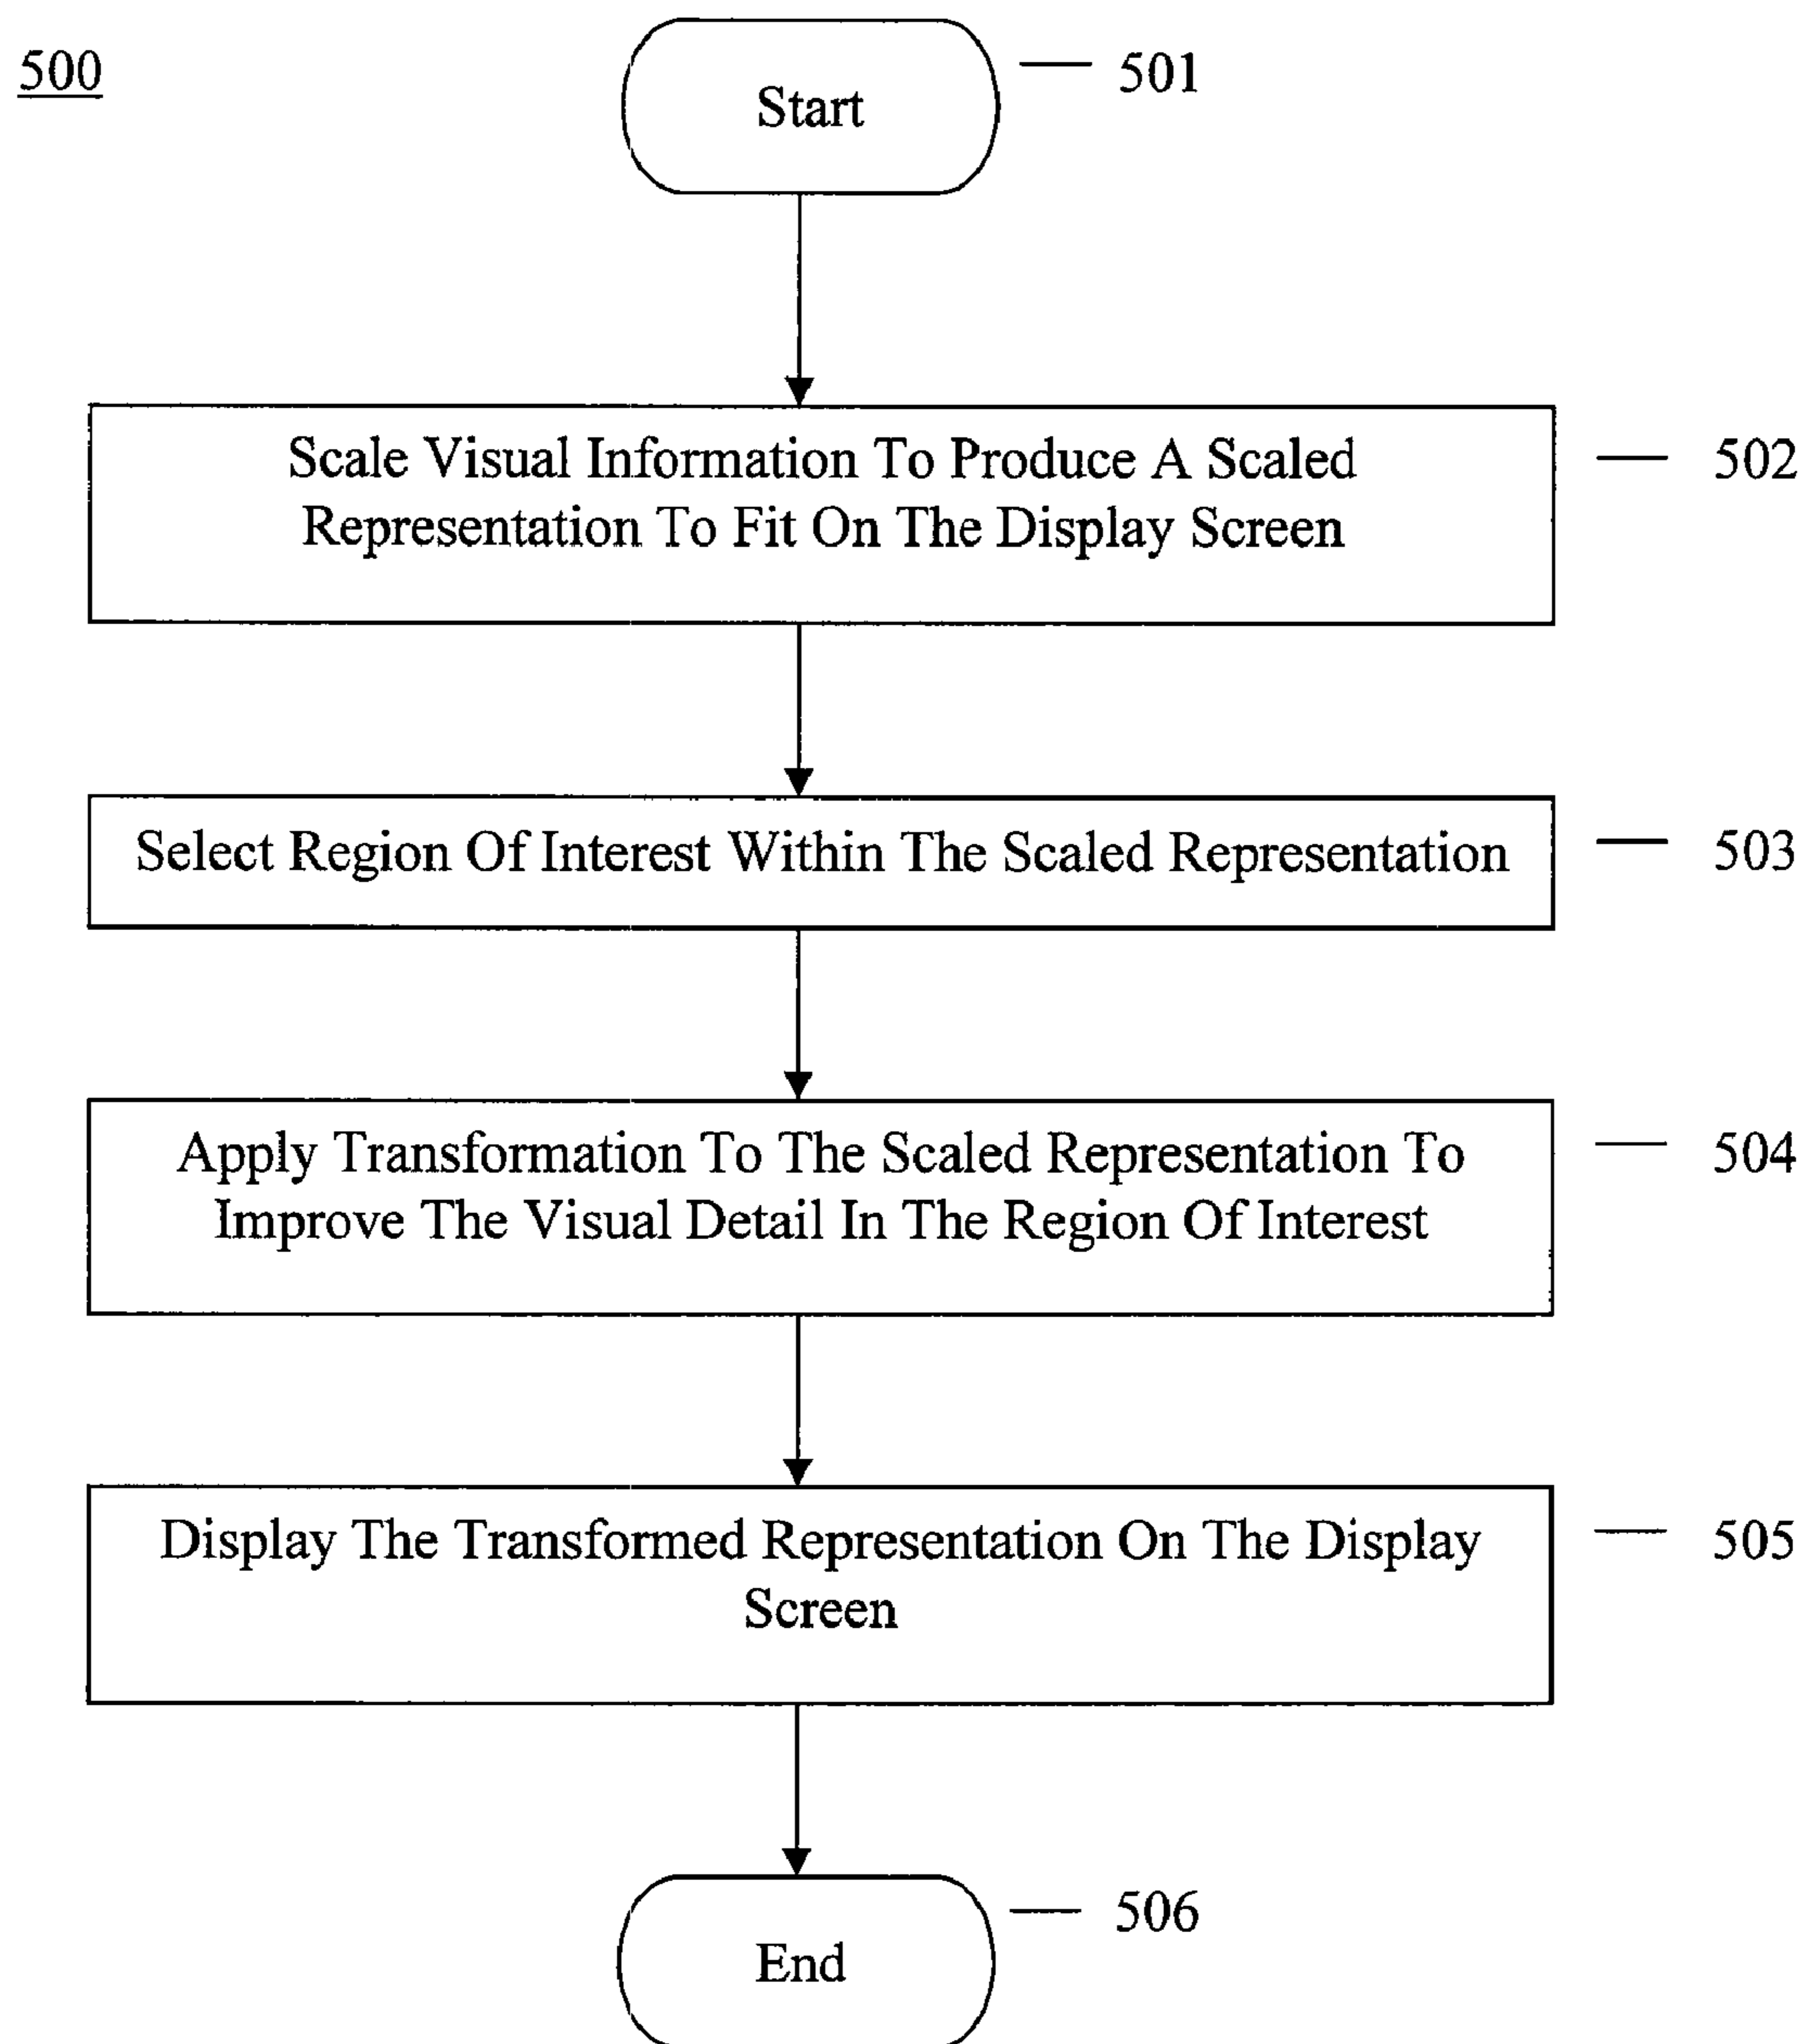 500
Start
501
Scale Visual Information To Produce A Scaled
Representation To Fit On The Display Screen
502
Select Region Of Interest Within The Scaled Representation
503
Apply Transformation To The Scaled Representation To
Improve The Visual Detail In The Region Of Interest
504
Display The Transformed Representation On The Display
Screen
505
End
506